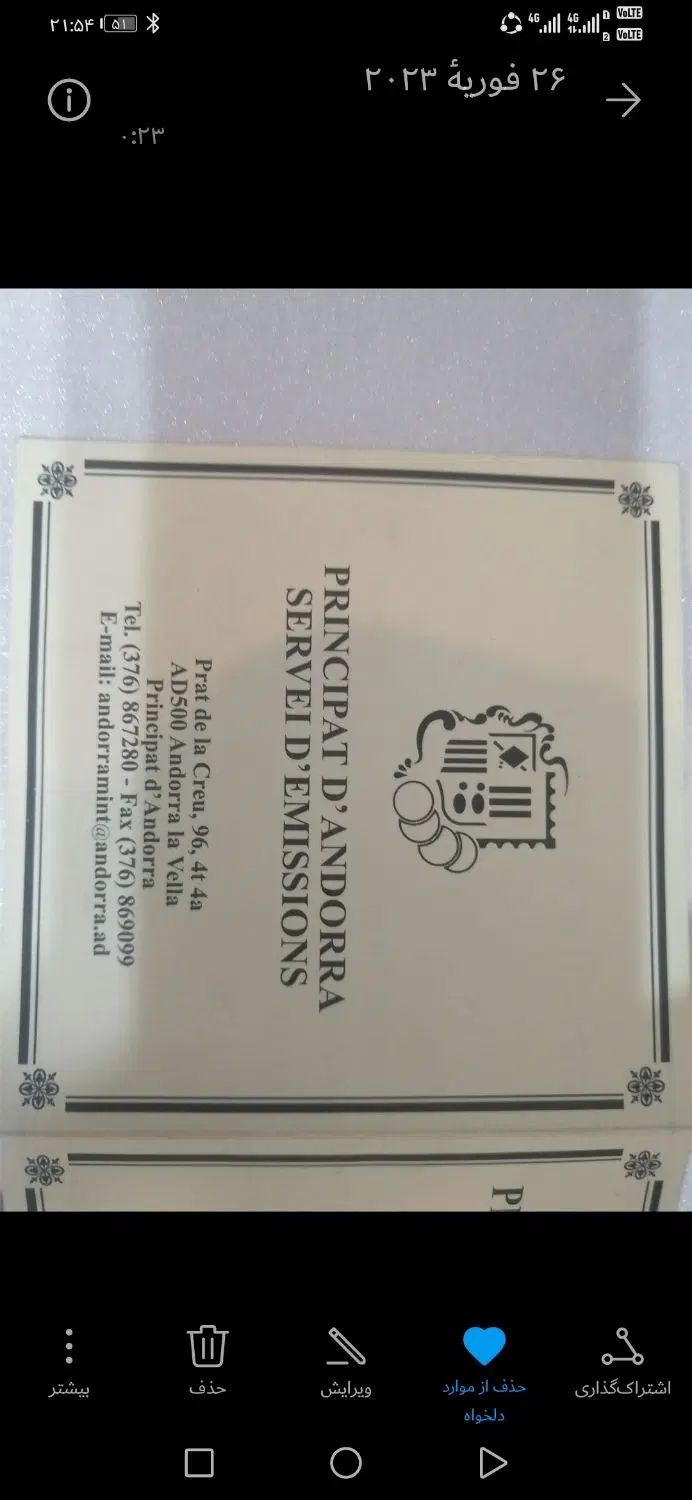 ۲۱:۵۴
۵۱
4G
4G
1 VoLTE
2 VoLTE
۲۶ فوریهٔ ۲۰۲۳
۰:۲۳
PRINCIPAT D’ANDORRA
SERVEI D’EMISSIONS
Prat de la Creu, 96, 4t 4a
AD500 Andorra la Vella
Principat d’Andorra
Tel. (376) 867280 - Fax (376) 869099
E-mail: andorramint@andorra.ad
اشتراک‌گذاری
حذف از موارد
دلخواه
ویرایش
حذف
بیشتر